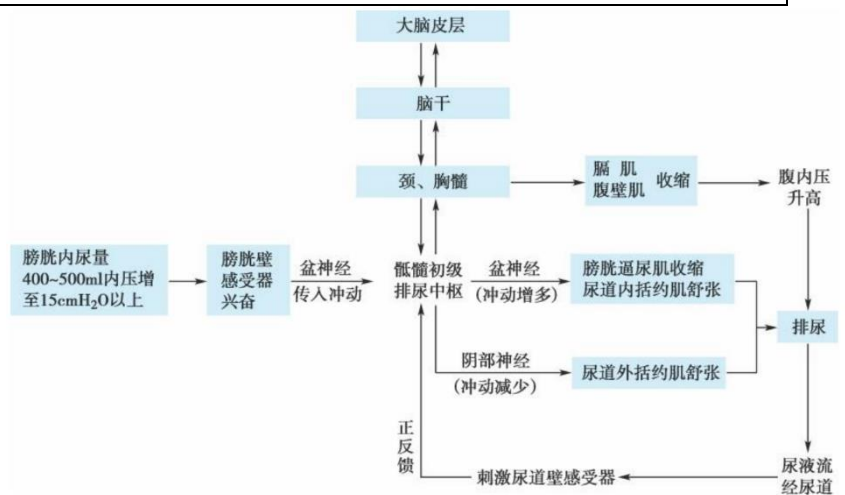 大脑皮层
脑干
颈、胸髓
膈 肌
腹壁肌
收缩
腹内压
升高
膀胱内尿量
400~500ml内压增
至15cmH₂O以上
膀胱壁
感受器
兴奋
盆神经
传入冲动
骶髓初级
排尿中枢
盆神经
(冲动增多)
膀胱逼尿肌收缩
尿道内括约肌舒张
排尿
阴部神经
(冲动减少)
尿道外括约肌舒张
正
反
馈
刺激尿道壁感受器
尿液流
经尿道